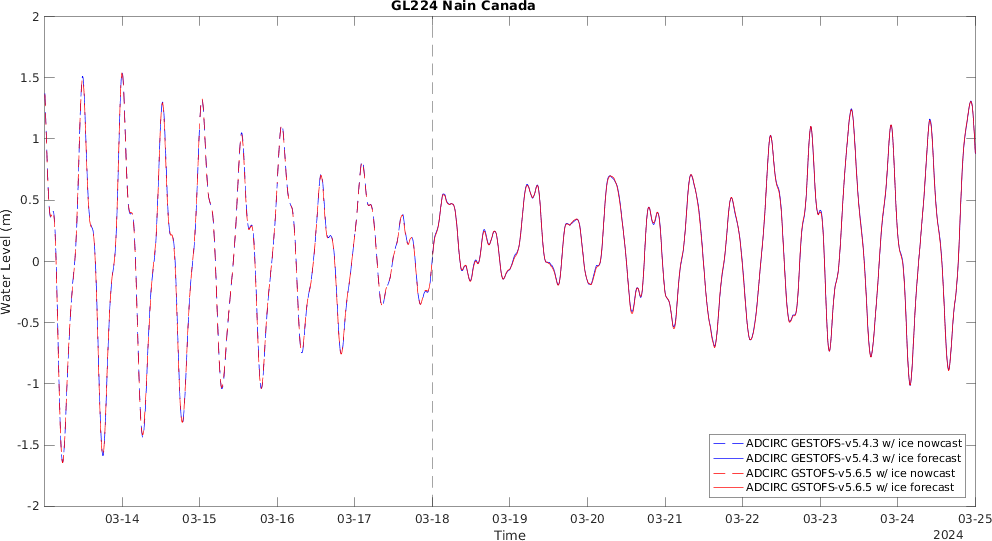 GL224 Nain Canada
2
1.5
1
0.5
0
-0.5
-1
-1.5
-2
Water Level (m)
ADCIRC GESTOFS-v5.4.3 w/ ice nowcast
ADCIRC GESTOFS-v5.4.3 w/ ice forecast
ADCIRC GSTOFS-v5.6.5 w/ ice nowcast
ADCIRC GSTOFS-v5.6.5 w/ ice forecast
03-14 03-15 03-16 03-17 03-18 03-19 03-20 03-21 03-22 03-23 03-24 03-25
Time
2024